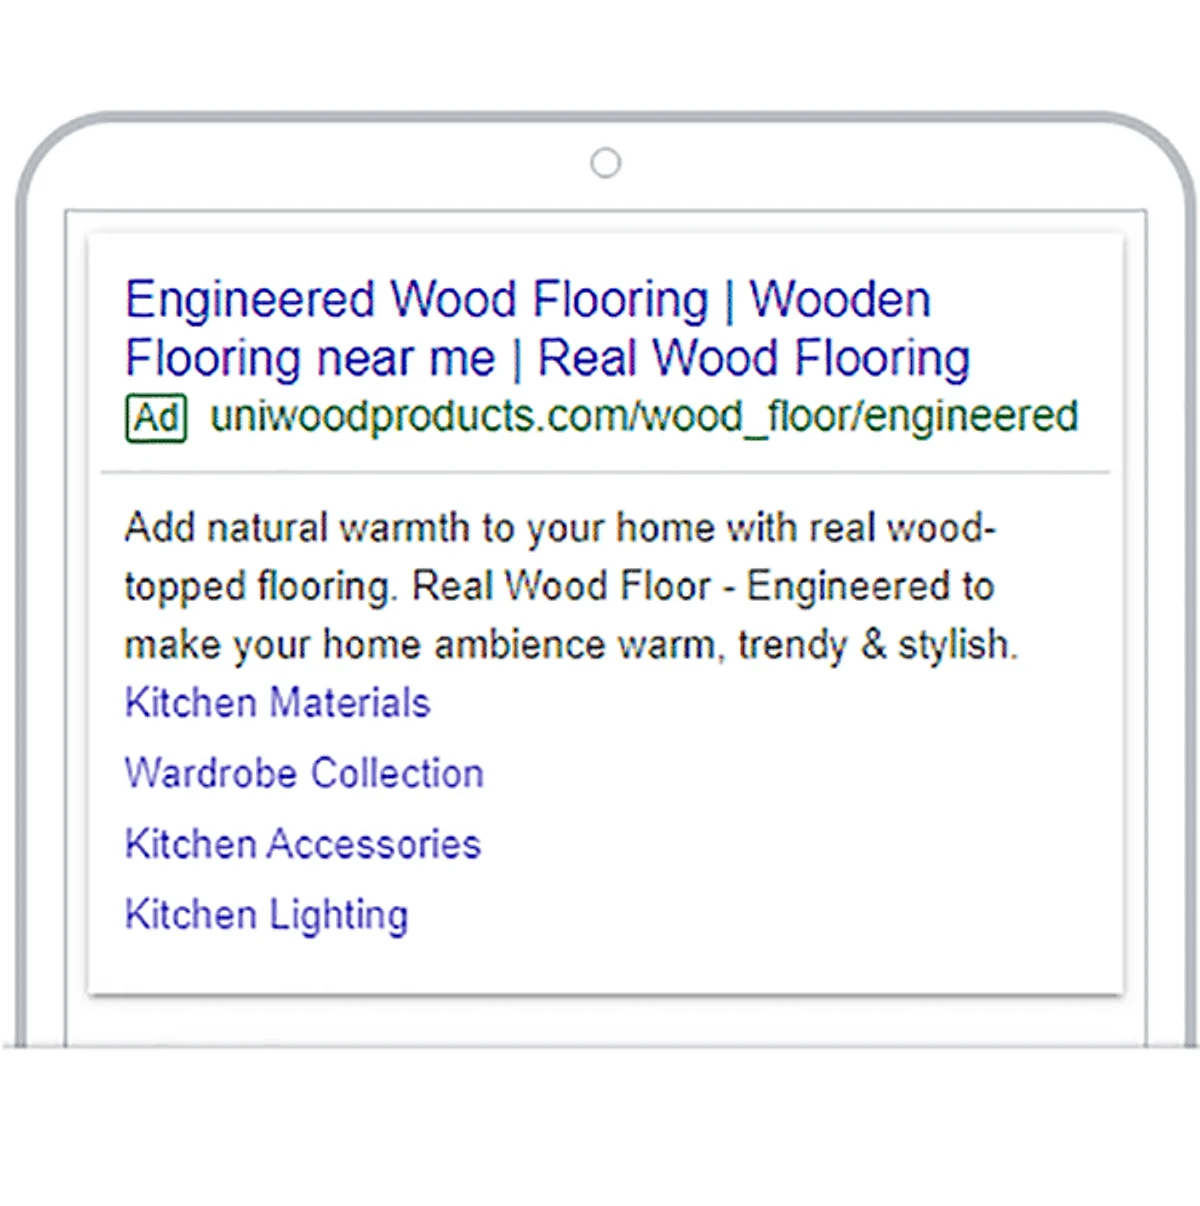 Engineered Wood Flooring | Wooden
Flooring near me | Real Wood Flooring
Ad uniwoodproducts.com/wood_floor/engineered
Add natural warmth to your home with real wood-
topped flooring. Real Wood Floor - Engineered to
make your home ambience warm, trendy & stylish.
Kitchen Materials
Wardrobe Collection
Kitchen Accessories
Kitchen Lighting